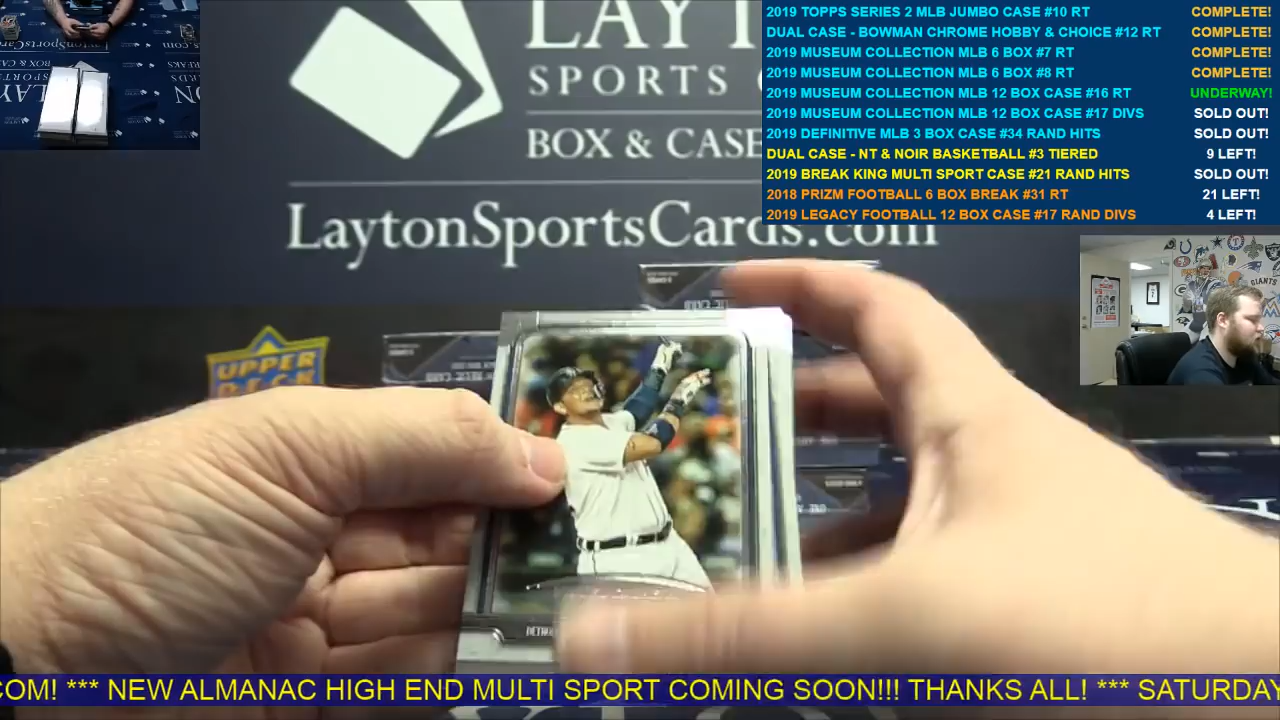 LAYTON
SPORTS
BOX & CASE
LaytonSportsCards.com
2019 TOPPS SERIES 2 MLB JUMBO CASE #10 RT COMPLETE!
DUAL CASE - BOWMAN CHROME HOBBY & CHOICE #12 RT COMPLETE!
2019 MUSEUM COLLECTION MLB 6 BOX #7 RT COMPLETE!
2019 MUSEUM COLLECTION MLB 6 BOX #8 RT COMPLETE!
2019 MUSEUM COLLECTION MLB 12 BOX CASE #16 RT UNDERWAY!
2019 MUSEUM COLLECTION MLB 12 BOX CASE #17 DIVS SOLD OUT!
2019 DEFINITIVE MLB 3 BOX CASE #34 RAND HITS SOLD OUT!
DUAL CASE - NT & NOIR BASKETBALL #3 TIERED 9 LEFT!
2019 BREAK KING MULTI SPORT CASE #21 RAND HITS SOLD OUT!
2018 PRIZM FOOTBALL 6 BOX BREAK #31 RT 21 LEFT!
2019 LEGACY FOOTBALL 12 BOX CASE #17 RAND DIVS 4 LEFT!
GIANTS
UPPER
DECK
COM! *** NEW ALMANAC HIGH END MULTI SPORT COMING SOON!!! THANKS ALL! *** SATURDAY